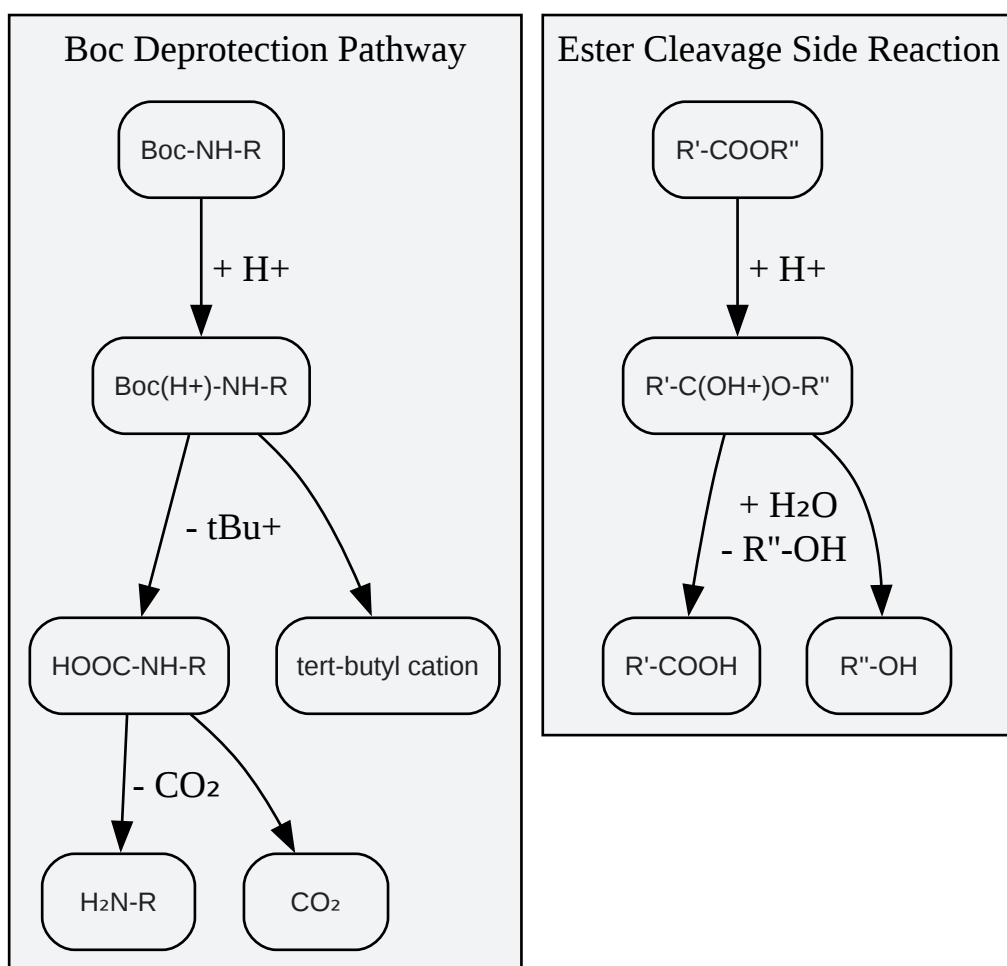 Boc Deprotection Pathway
Boc-NH-R
+ H+
Boc(H+)-NH-R
- tBu+
HOOC-NH-R
tert-butyl cation
- CO₂
H₂N-R
CO₂
Ester Cleavage Side Reaction
R'-COOR"
+ H+
R'-C(OH+)O-R"
+ H₂O
- R"-OH
R'-COOH
R"-OH